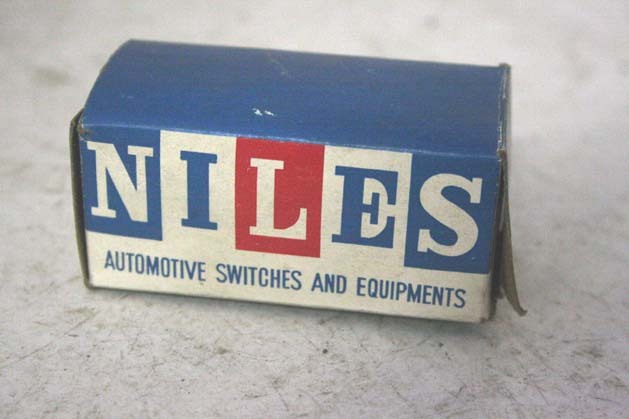 NILES
AUTOMOTIVE SWITCHES AND EQUIPMENTS